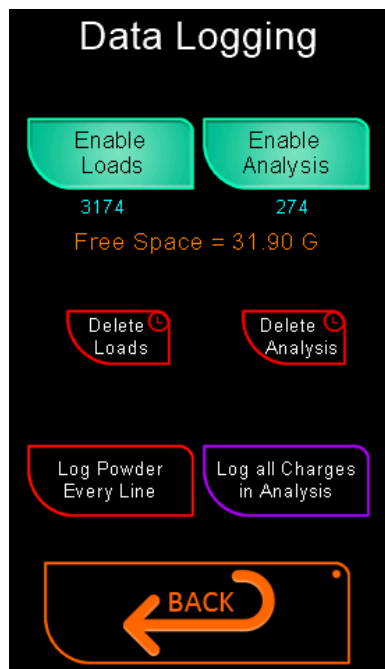 Data Logging
Enable Enable
Loads Analysis
3174 274
Free Space = 31.90 G
Delete Delete
Loads Analysis
Log Powder Log all Charges
Every Line in Analysis
BACK